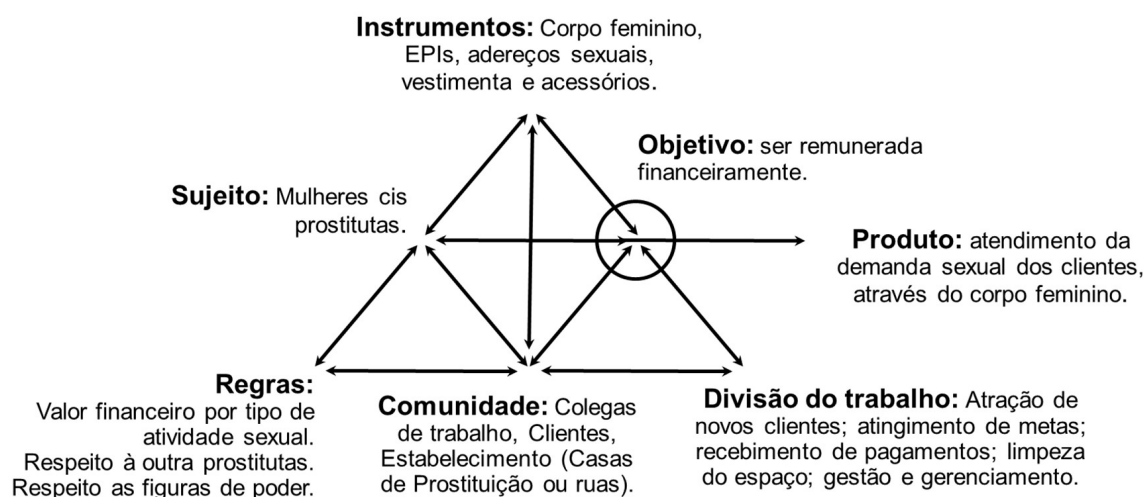 Instrumentos: Corpo feminino,
EPIs, adereços sexuais,
vestimenta e acessórios.
Objetivo: ser remunerada
financeiramente.
Sujeito: Mulheres cis
prostitutas.
Produto: atendimento da
demanda sexual dos clientes,
através do corpo feminino.
Regras:
Valor financeiro por tipo de
atividade sexual.
Respeito à outra prostitutas.
Respeito as figuras de poder.
Comunidade: Colegas
de trabalho, Clientes,
Estabelecimento (Casas
de Prostituição ou ruas).
Divisão do trabalho: Atração de
novos clientes; atingimento de metas;
recebimento de pagamentos; limpeza
do espaço; gestão e gerenciamento.